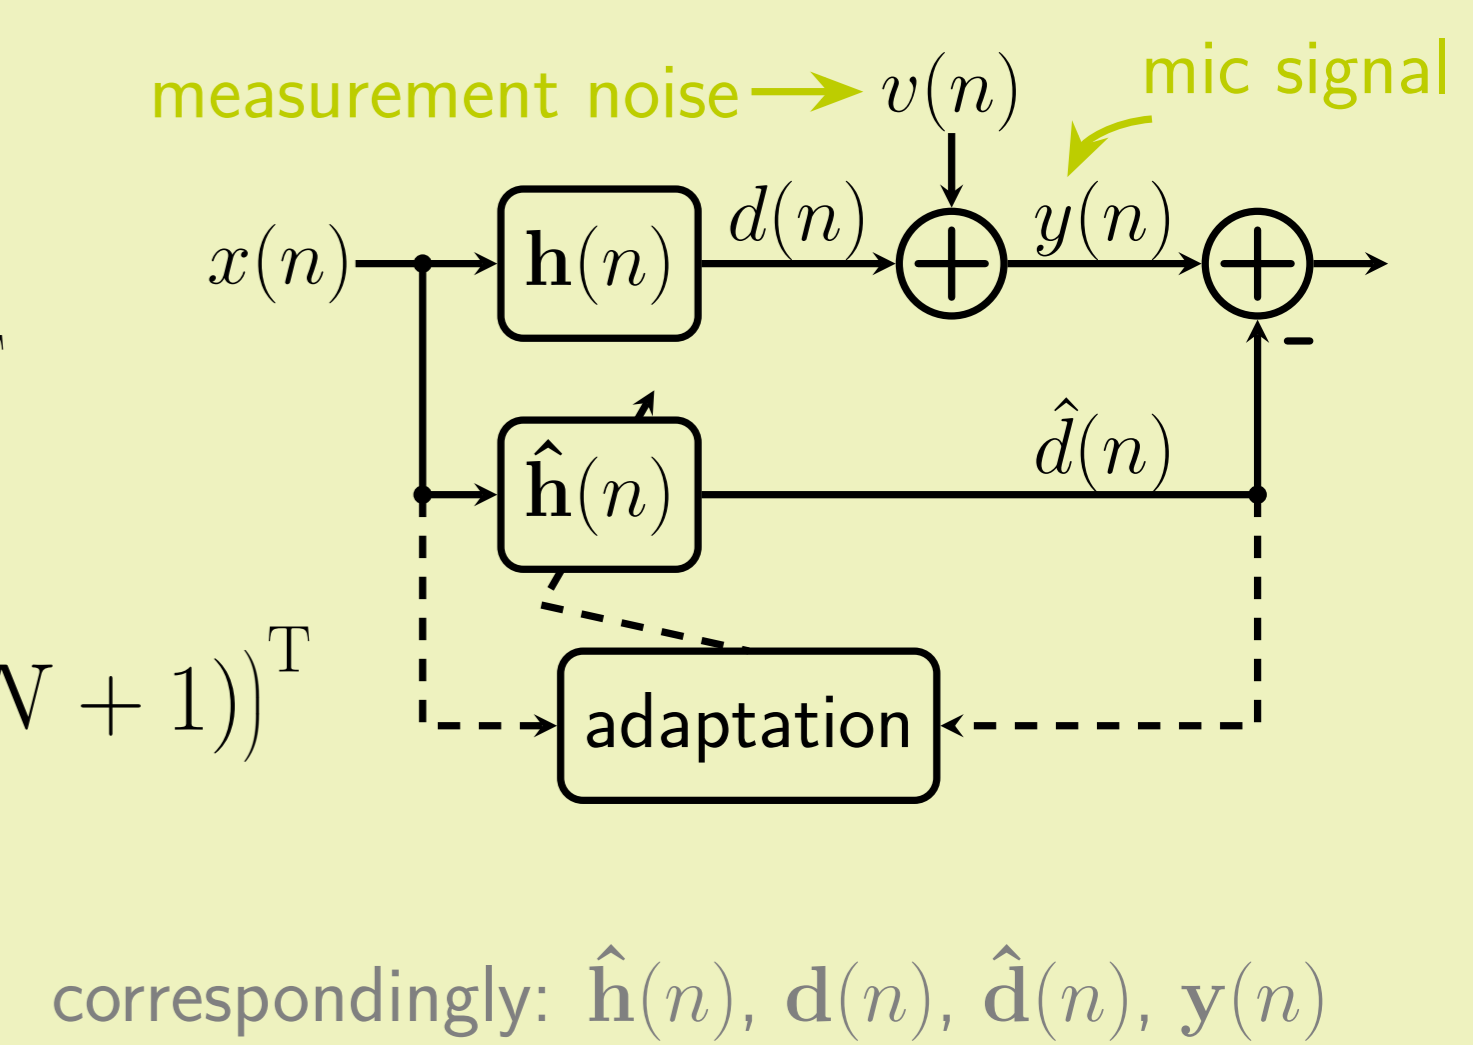 mic signal
measurement noise v(n)
x(n) h(n) d(n) y(n)
-
ĥ(n) d̂(n)
N + 1))ᵀ
adaptation
correspondingly: ĥ(n), d(n), d̂(n), y(n)